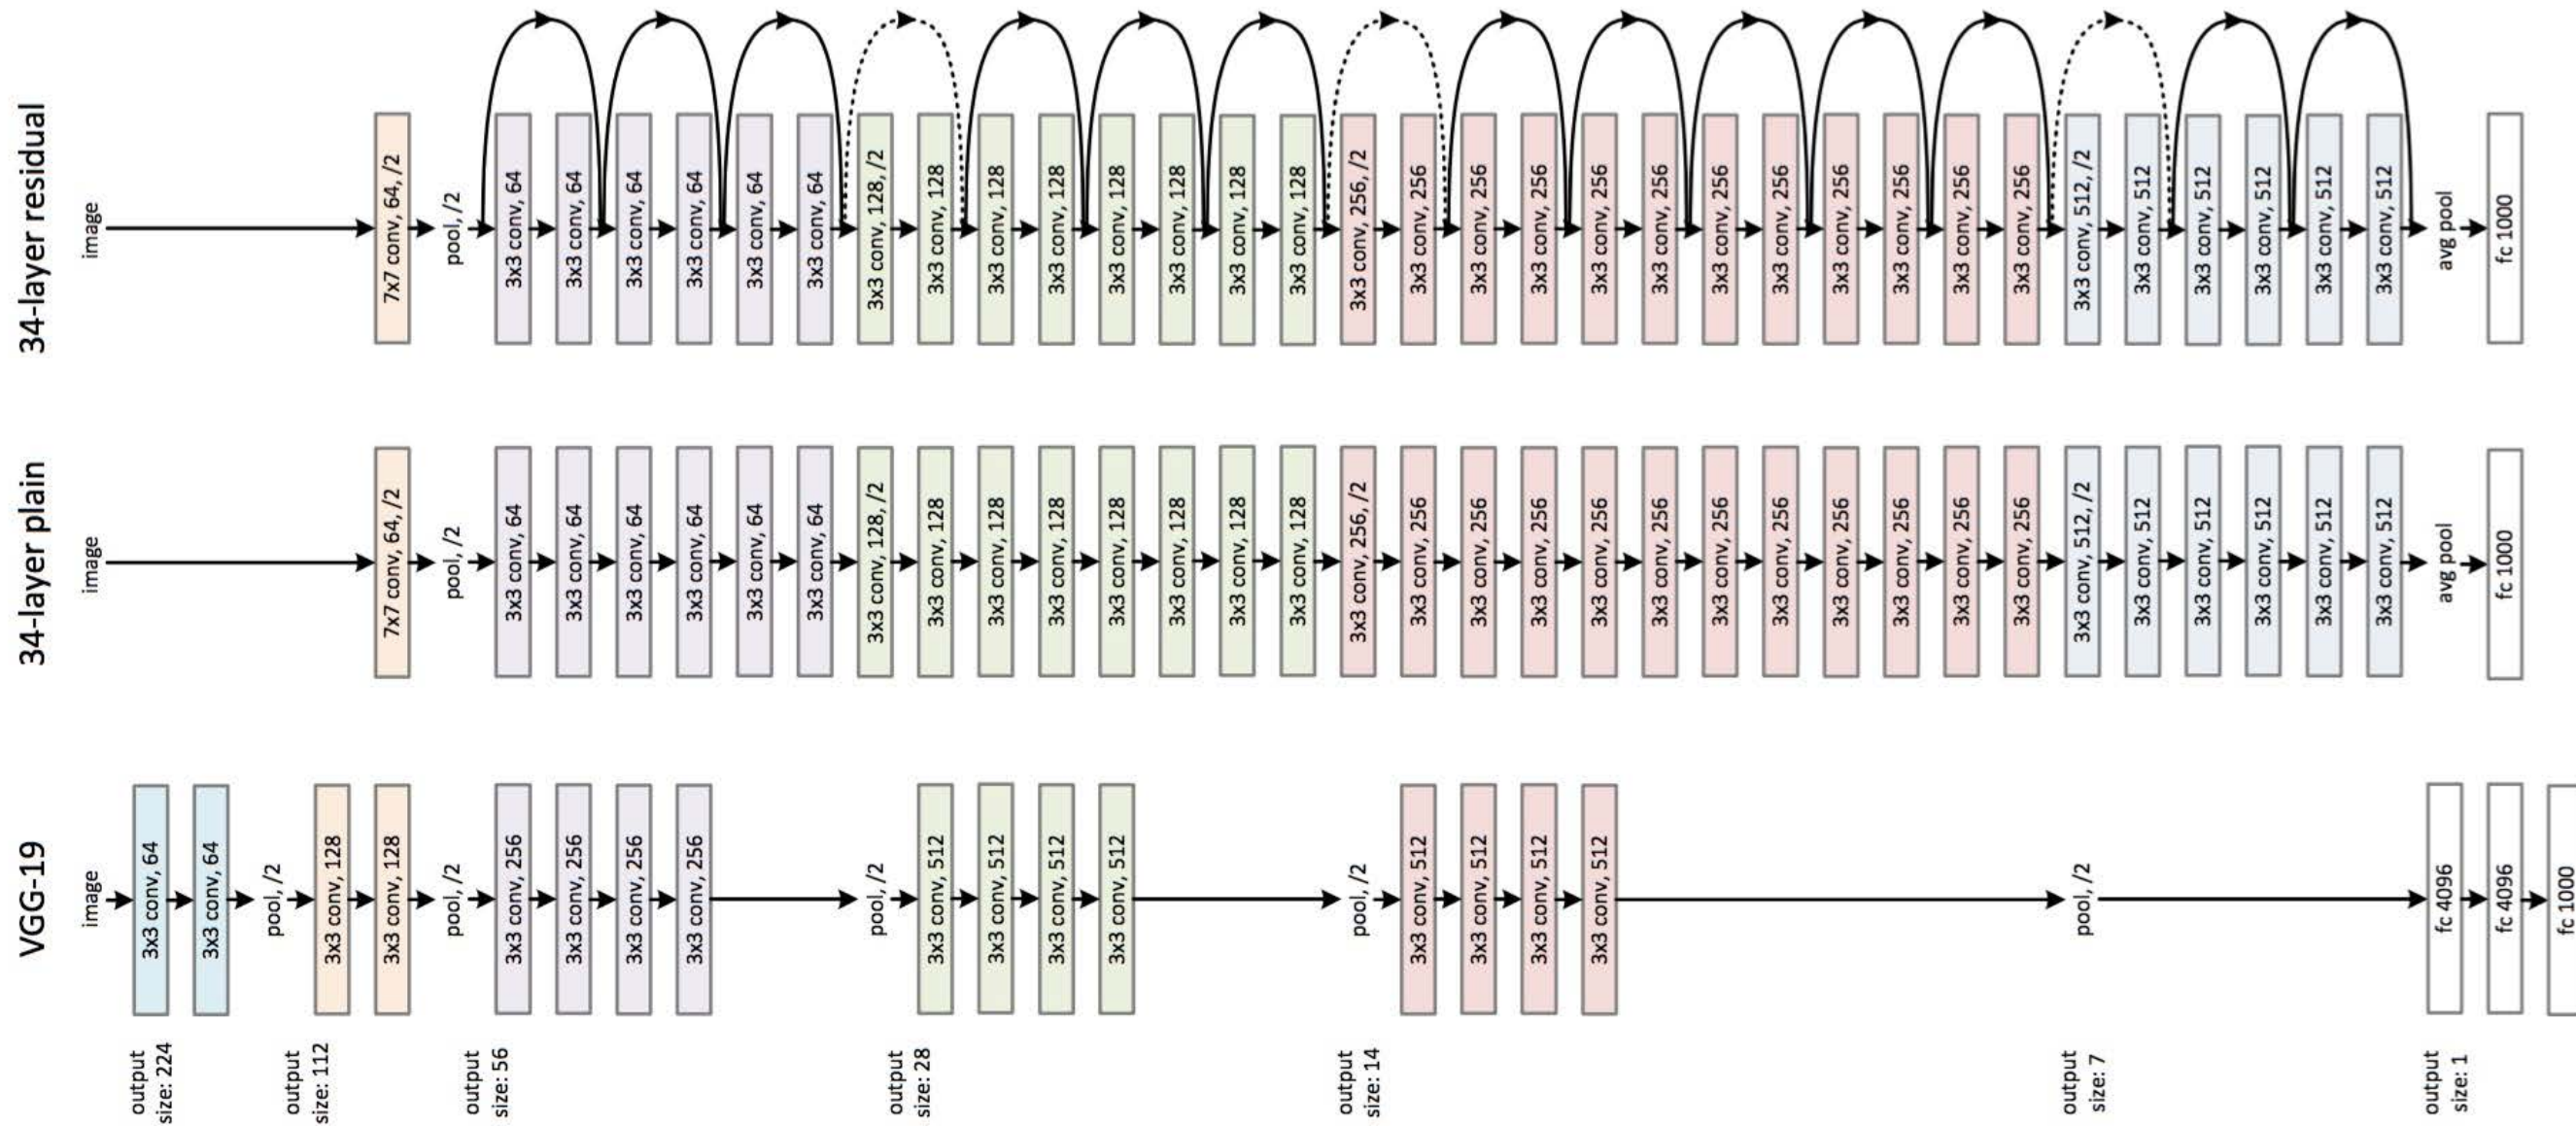 34-layer residual
image
7x7 conv, 64, /2
pool, /2
3x3 conv, 64
3x3 conv, 64
3x3 conv, 64
3x3 conv, 64
3x3 conv, 64
3x3 conv, 64
3x3 conv, 128, /2
3x3 conv, 128
3x3 conv, 128
3x3 conv, 128
3x3 conv, 128
3x3 conv, 128
3x3 conv, 128
3x3 conv, 128
3x3 conv, 256, /2
3x3 conv, 256
3x3 conv, 256
3x3 conv, 256
3x3 conv, 256
3x3 conv, 256
3x3 conv, 256
3x3 conv, 256
3x3 conv, 256
3x3 conv, 256
3x3 conv, 256
3x3 conv, 256
3x3 conv, 512, /2
3x3 conv, 512
3x3 conv, 512
3x3 conv, 512
3x3 conv, 512
3x3 conv, 512
avg pool
fc 1000
34-layer plain
image
7x7 conv, 64, /2
pool, /2
3x3 conv, 64
3x3 conv, 64
3x3 conv, 64
3x3 conv, 64
3x3 conv, 64
3x3 conv, 64
3x3 conv, 128, /2
3x3 conv, 128
3x3 conv, 128
3x3 conv, 128
3x3 conv, 128
3x3 conv, 128
3x3 conv, 128
3x3 conv, 128
3x3 conv, 256, /2
3x3 conv, 256
3x3 conv, 256
3x3 conv, 256
3x3 conv, 256
3x3 conv, 256
3x3 conv, 256
3x3 conv, 256
3x3 conv, 256
3x3 conv, 256
3x3 conv, 256
3x3 conv, 256
3x3 conv, 512, /2
3x3 conv, 512
3x3 conv, 512
3x3 conv, 512
3x3 conv, 512
3x3 conv, 512
avg pool
fc 1000
VGG-19
image
3x3 conv, 64
3x3 conv, 64
pool, /2
3x3 conv, 128
3x3 conv, 128
pool, /2
3x3 conv, 256
3x3 conv, 256
3x3 conv, 256
3x3 conv, 256
pool, /2
3x3 conv, 512
3x3 conv, 512
3x3 conv, 512
3x3 conv, 512
pool, /2
3x3 conv, 512
3x3 conv, 512
3x3 conv, 512
3x3 conv, 512
pool, /2
fc 4096
fc 4096
fc 1000
output
size: 224
output
size: 112
output
size: 56
output
size: 28
output
size: 14
output
size: 7
output
size: 1